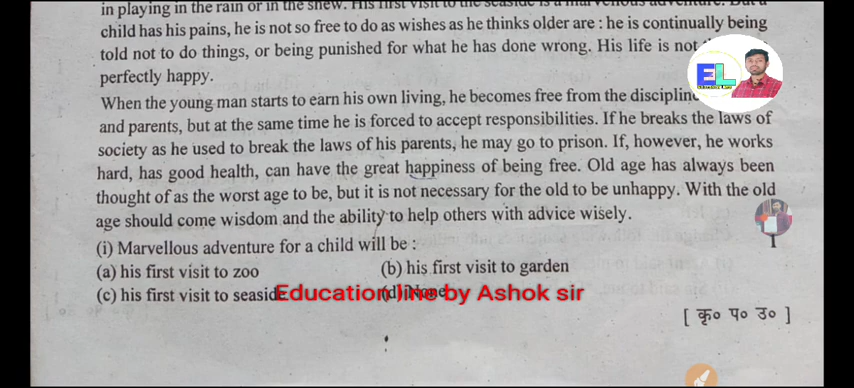 in playing in the rain or in the snew. His first visit to the seaside is a marvellous adventure. But a
child has his pains, he is not so free to do as wishes as he thinks older are : he is continually being
told not to do things, or being punished for what he has done wrong. His life is not
perfectly happy.
EL
When the young man starts to earn his own living, he becomes free from the discipline
and parents, but at the same time he is forced to accept responsibilities. If he breaks the laws of
society as he used to break the laws of his parents, he may go to prison. If, however, he works
hard, has good health, can have the great happiness of being free. Old age has always been
thought of as the worst age to be, but it is not necessary for the old to be unhappy. With the old
age should come wisdom and the ability to help others with advice wisely.
(i) Marvellous adventure for a child will be :
1
(a) his first visit to zoo (b) his first visit to garden
(c) his first visit to seaside (d) None
Education line by Ashok sir
[ कृ० प० उ० ]